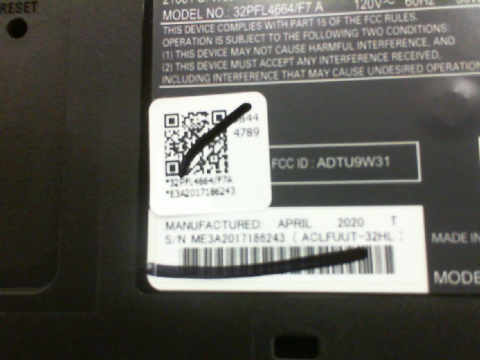 RESET
MODEL NO : 32PFL4664/F7 A 120V~ 60Hz
THIS DEVICE COMPLIES WITH PART 15 OF THE FCC RULES.
OPERATION IS SUBJECT TO THE FOLLOWING TWO CONDITIONS:
(1) THIS DEVICE MAY NOT CAUSE HARMFUL INTERFERENCE, AND
(2) THIS DEVICE MUST ACCEPT ANY INTERFERENCE RECEIVED,
INCLUDING INTERFERENCE THAT MAY CAUSE UNDESIRED OPERATION
844
4789
*32PFL4664/F7A
*E3A2017186243
FCC ID : ADTU9W31
MANUFACTURED: APRIL 2020 T
S/N ME3A2017186243 ( ACLFUUT-32HL )
MADE IN
MODE